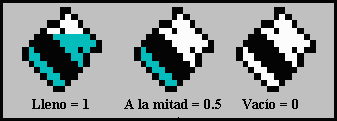 Lleno = 1 A la mitad = 0.5 Vacío = 0